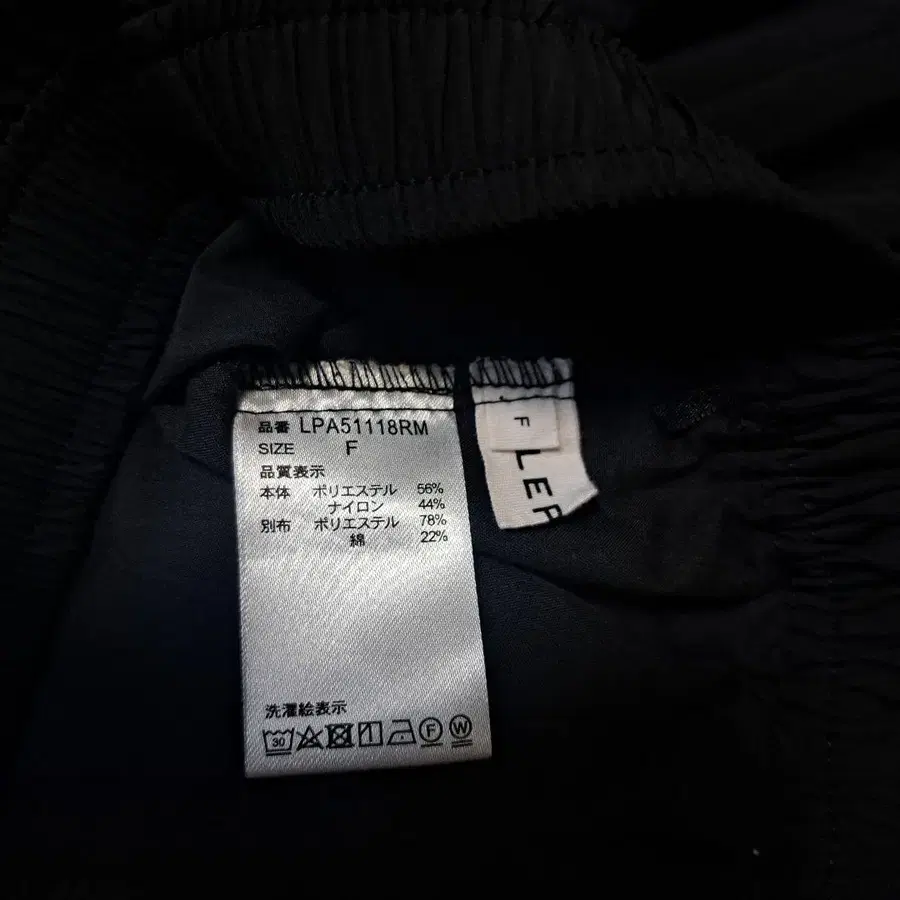 品番 LPA51118RM
SIZE F
品質表示
本体 ポリエステル 56%
ナイロン 44%
別布 ポリエステル 78%
綿 22%
洗濯絵表示
30
F
W
F
LE